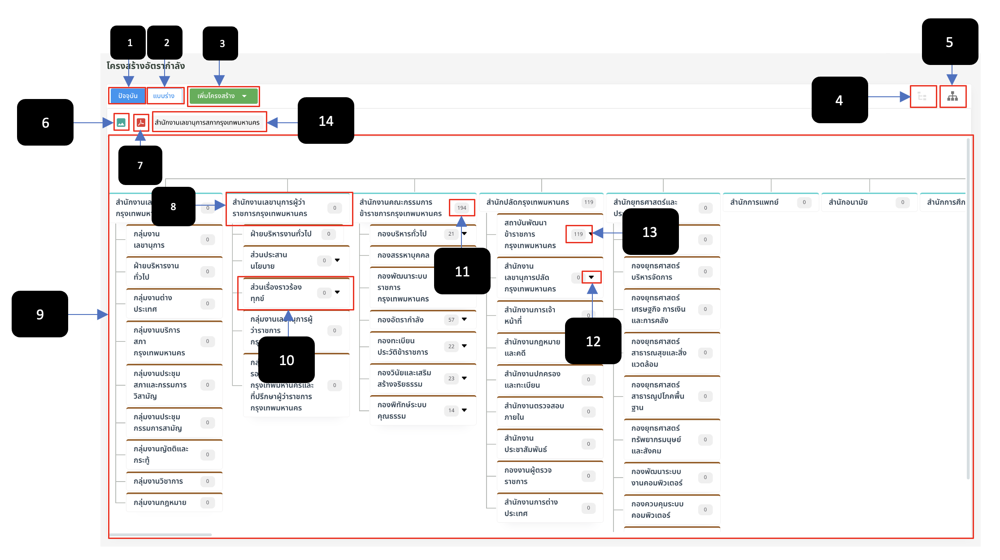 1
2
3
5
โครงสร้างอัตรากำลัง
ปัจจุบัน
แบบร่าง
เพิ่มโครงสร้าง
4
6
สำนักงานเลขานุการสภากรุงเทพมหานคร
14
7
8
สำนักงานเล
กรุงเทพมห
0
กลุ่มงาน
เลขานุการ
0
ฝ่ายบริหารงาน
ทั่วไป
0
กลุ่มงานต่าง
ประเทศ
0
กลุ่มงานบริการ
สภา
กรุงเทพมหานคร
0
กลุ่มงานประชุม
สภาและกรรมการ
วิสามัญ
0
กลุ่มงานประชุม
กรรมการสามัญ
0
กลุ่มงานญัตติและ
กระทู้
0
กลุ่มงานวิชาการ
0
กลุ่มงานกฎหมาย
0
9
สำนักงานเลขานุการผู้ว่า
ราชการกรุงเทพมหานคร
0
ฝ่ายบริหารงานทั่วไป
0
ส่วนประสาน
นโยบาย
0
ส่วนเรื่องราวร้อง
ทุกข์
0
ว่าราชการ
0
10
กรุงเทพมหานครและ
ที่ปรึกษาผู้ว่าราชการ
กรุงเทพมหานคร
0
สำนักงานคณะกรรมการ
ข้าราชการกรุงเทพมหานคร
194
กองบริหารทั่วไป
21
กองสรรหาบุคคล
11
กองพัฒนาระบบ
ราชการ
กรุงเทพมหานคร
กองอัตรากำลัง
57
กองทะเบียน
ประวัติข้าราชการ
22
กองวินัยและเสริม
สร้างจริยธรรม
23
กองพิทักษ์ระบบ
คุณธรรม
14
สำนักปลัดกรุงเทพมหานคร
119
สถาบันพัฒนา
ข้าราชการ
กรุงเทพมหานคร
119
13
สำนักงาน
เลขานุการปลัด
กรุงเทพมหานคร
0
สำนักงานการเจ้า
หน้าที่
0
12
สำนักงานกฎหมาย
และคดี
สำนักงานปกครอง
และทะเบียน
0
สำนักงานตรวจสอบ
ภายใน
0
สำนักงาน
ประชาสัมพันธ์
0
กองงานผู้ตรวจ
ราชการ
0
สำนักงานการต่าง
ประเทศ
0
สำนักยุทธศาสตร์และ
ประ
0
0
กองยุทธศาสตร์
บริหารจัดการ
0
กองยุทธศาสตร์
เศรษฐกิจ การเงิน
และการคลัง
0
กองยุทธศาสตร์
สาธารณสุขและสิ่ง
แวดล้อม
0
กองยุทธศาสตร์
สาธารณูปโภคพื้น
ฐาน
0
กองยุทธศาสตร์
ทรัพยากรมนุษย์
และสังคม
0
กองพัฒนาระบบ
งานคอมพิวเตอร์
0
กองควบคุมระบบ
คอมพิวเตอร์
0
สำนักการแพทย์
0
สำนักอนามัย
0
สำนักการศึก